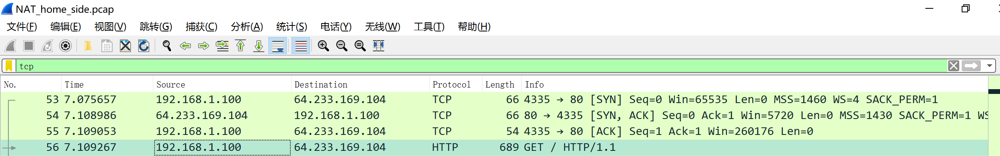 NAT_home_side.pcap
文件(F) 编辑(E) 视图(V) 跳转(G) 捕获(C) 分析(A) 统计(S) 电话(Y) 无线(W) 工具(T) 帮助(H)
tcp
No. Time Source Destination Protocol Length Info
53 7.075657 192.168.1.100 64.233.169.104 TCP 66 4335 → 80 [SYN] Seq=0 Win=65535 Len=0 MSS=1460 WS=4 SACK_PERM=1
54 7.108986 64.233.169.104 192.168.1.100 TCP 66 80 → 4335 [SYN, ACK] Seq=0 Ack=1 Win=5720 Len=0 MSS=1430 SACK_PERM=1 WS
55 7.109053 192.168.1.100 64.233.169.104 TCP 54 4335 → 80 [ACK] Seq=1 Ack=1 Win=260176 Len=0
56 7.109267 192.168.1.100 64.233.169.104 HTTP 689 GET / HTTP/1.1